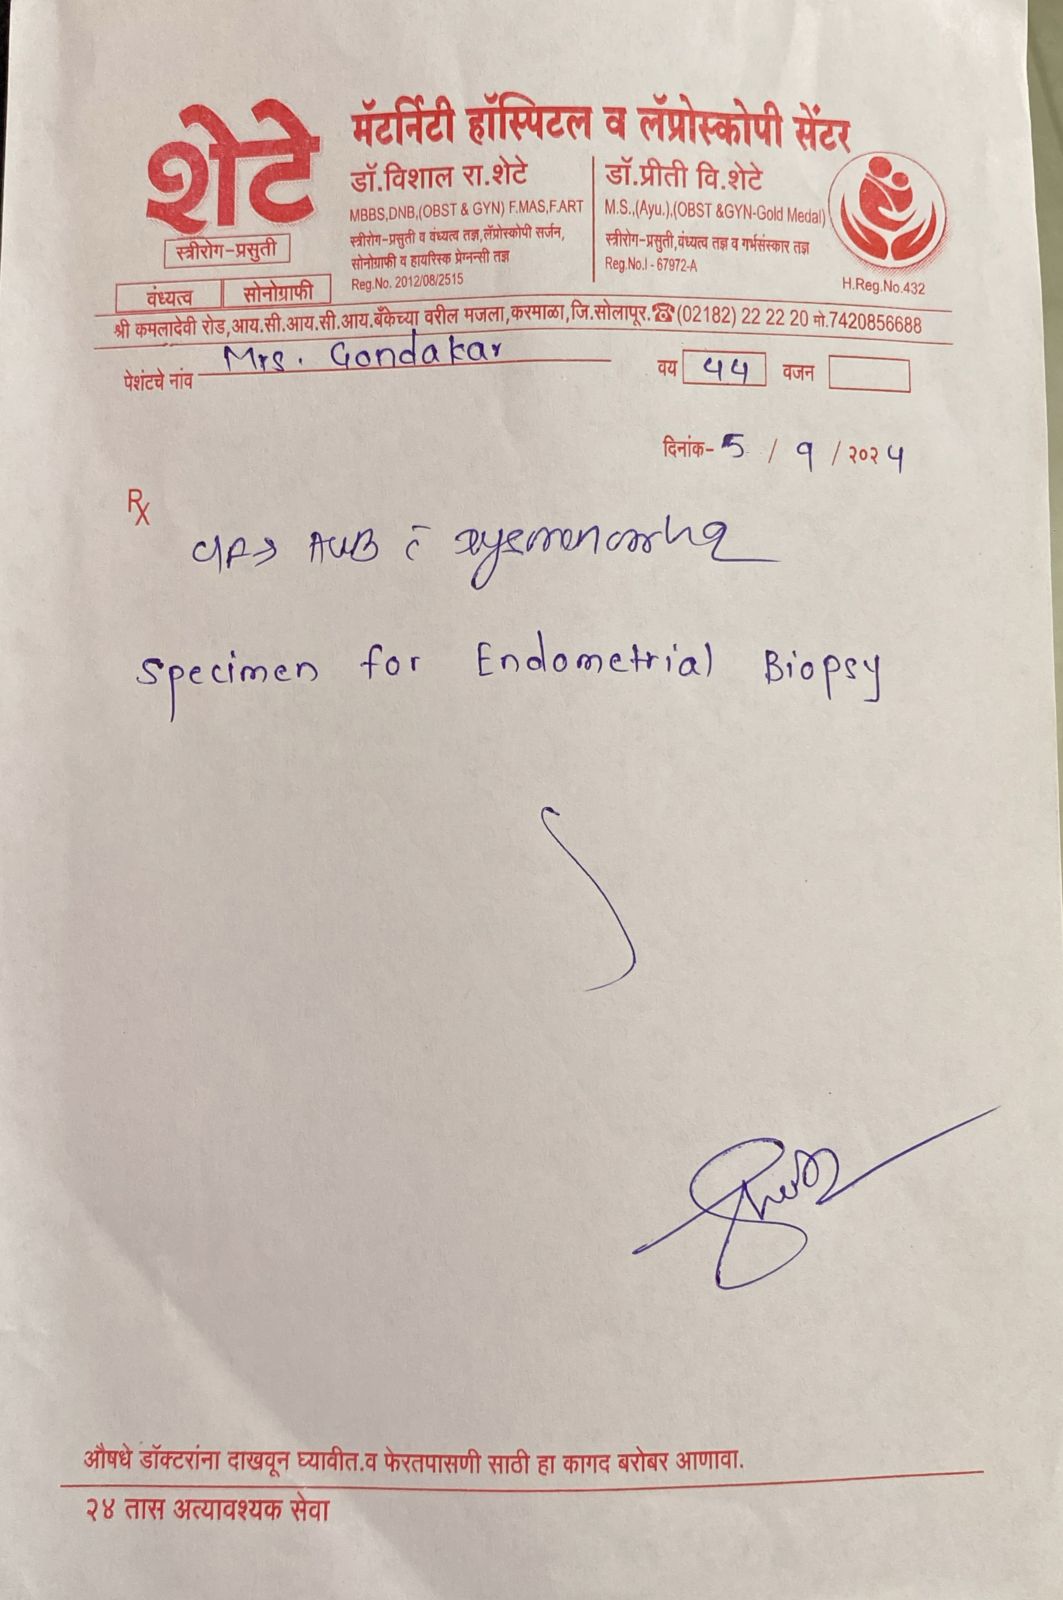 शेटे
मॅटर्निटी हॉस्पिटल व लॅप्रोस्कोपी सेंटर
स्त्रीरोग-प्रसुती
वंध्यत्व सोनोग्राफी
डॉ.विशाल रा.शेटे
MBBS,DNB,(OBST & GYN) F.MAS,F.ART
स्त्रीरोग-प्रसुती व वंध्यत्व तज्ञ,लॅप्रोस्कोपी सर्जन,
सोनोग्राफी व हायरिस्क प्रेग्नन्सी तज्ञ
Reg.No. 2012/08/2515
डॉ.प्रीती वि.शेटे
M.S.,(Ayu.),(OBST &GYN-Gold Medal)
स्त्रीरोग-प्रसुती,वंध्यत्व तज्ञ व गर्भसंस्कार तज्ञ
Reg.No.I - 67972-A
H.Reg.No.432
श्री कमलादेवी रोड,आय.सी.आय.सी.आय.बँकेच्या वरील मजला,करमाळा,जि.सोलापूर.☎(02182) 22 22 20 मो.7420856688
पेशंटचे नांव Mrs. Gondakar वय 44 वजन
दिनांक- 5 / 9 / २०२५
Rx
AUB c̄
Specimen for Endometrial Biopsy
औषधे डॉक्टरांना दाखवून घ्यावीत.व फेरतपासणी साठी हा कागद बरोबर आणावा.
२४ तास अत्यावश्यक सेवा